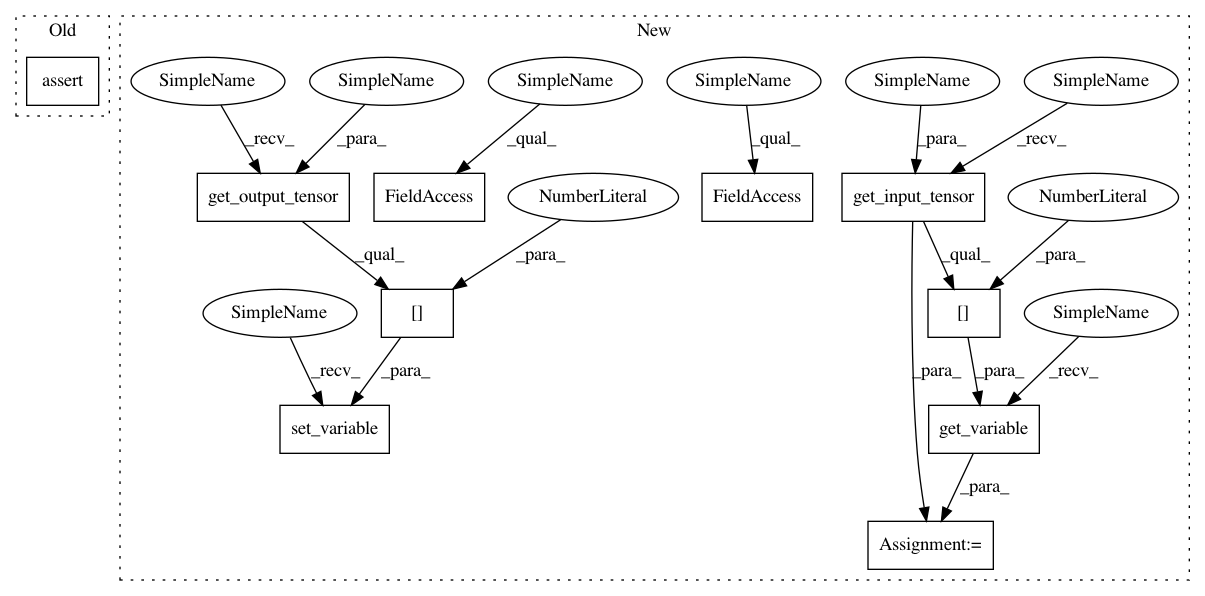 Old
New
assert
SimpleName
SimpleName
SimpleName
SimpleName
SimpleName
SimpleName
_recv_
_para_
_qual_
_qual_
_para_
_recv_
get_output_tensor
FieldAccess
NumberLiteral
FieldAccess
get_input_tensor
NumberLiteral
_qual_
_para_
_qual_
_para_
SimpleName
[]
[]
SimpleName
_recv_
_para_
_para_
_para_
_recv_
set_variable
get_variable
_para_
Assignment:=